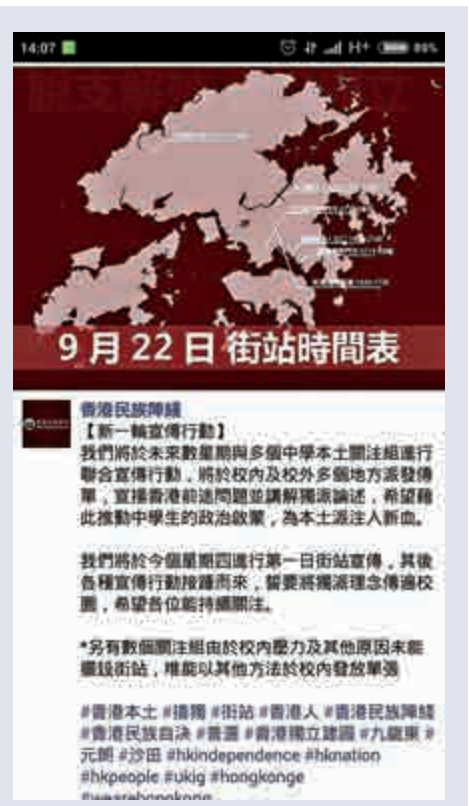 14:07
H+
89%
9 月 22 日 街站時間表
香港民族陣綫
【新一輪宣傳行動】
我們將於未來數星期與多個中學本土關注組進行
聯合宣傳行動，將於校內及校外多個地方派發傳
單，宣揚香港前途問題並講解獨派論述，希望藉
此推動中學生的政治啟蒙，為本土派注入新血。
我們將於今個星期四進行第一日街站宣傳，其後
各種宣傳行動接踵而來，誓要將獨派理念傳遍校
園，希望各位能持續關注。
*另有數個關注組由於校內壓力及其他原因未能
擺設街站，唯能以其他方法於校內發放單張
#香港本土 #搞獨 #街站 #香港人 #香港民族陣綫
#香港民族自決 #普選 #香港獨立建國 #九龍東 #
元朗 #沙田 #hkindependence #hknation
#hkpeople #ukig #hongkonge
#wearehongkong